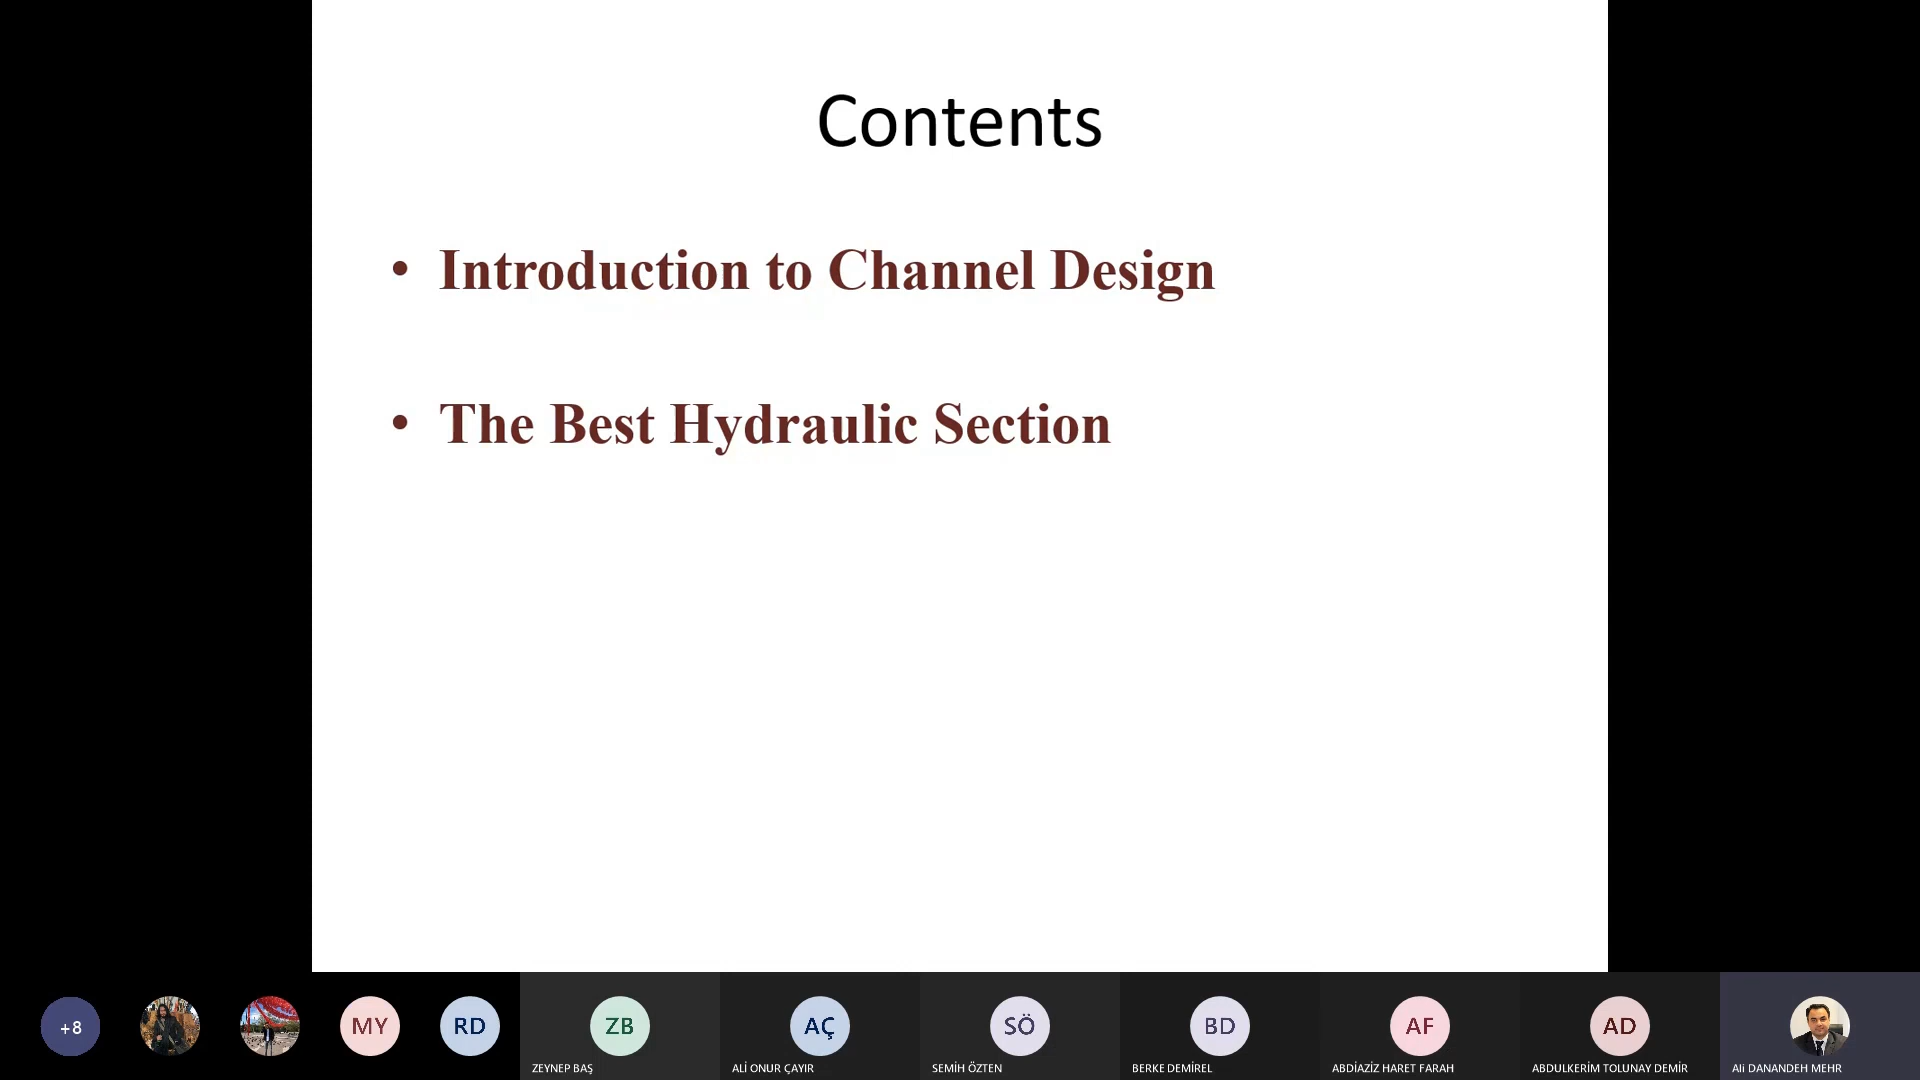 Contents
• Introduction to Channel Design
• The Best Hydraulic Section
+8
MY
RD
ZB
AÇ
SÖ
BD
AF
AD
ZEYNEP BAŞ
ALİ ONUR ÇAYIR
SEMİH ÖZTEN
BERKE DEMİREL
ABDİAZİZ HARET FARAH
ABDULKERİM TOLUNAY DEMİR
Ali DANANDEH MEHR